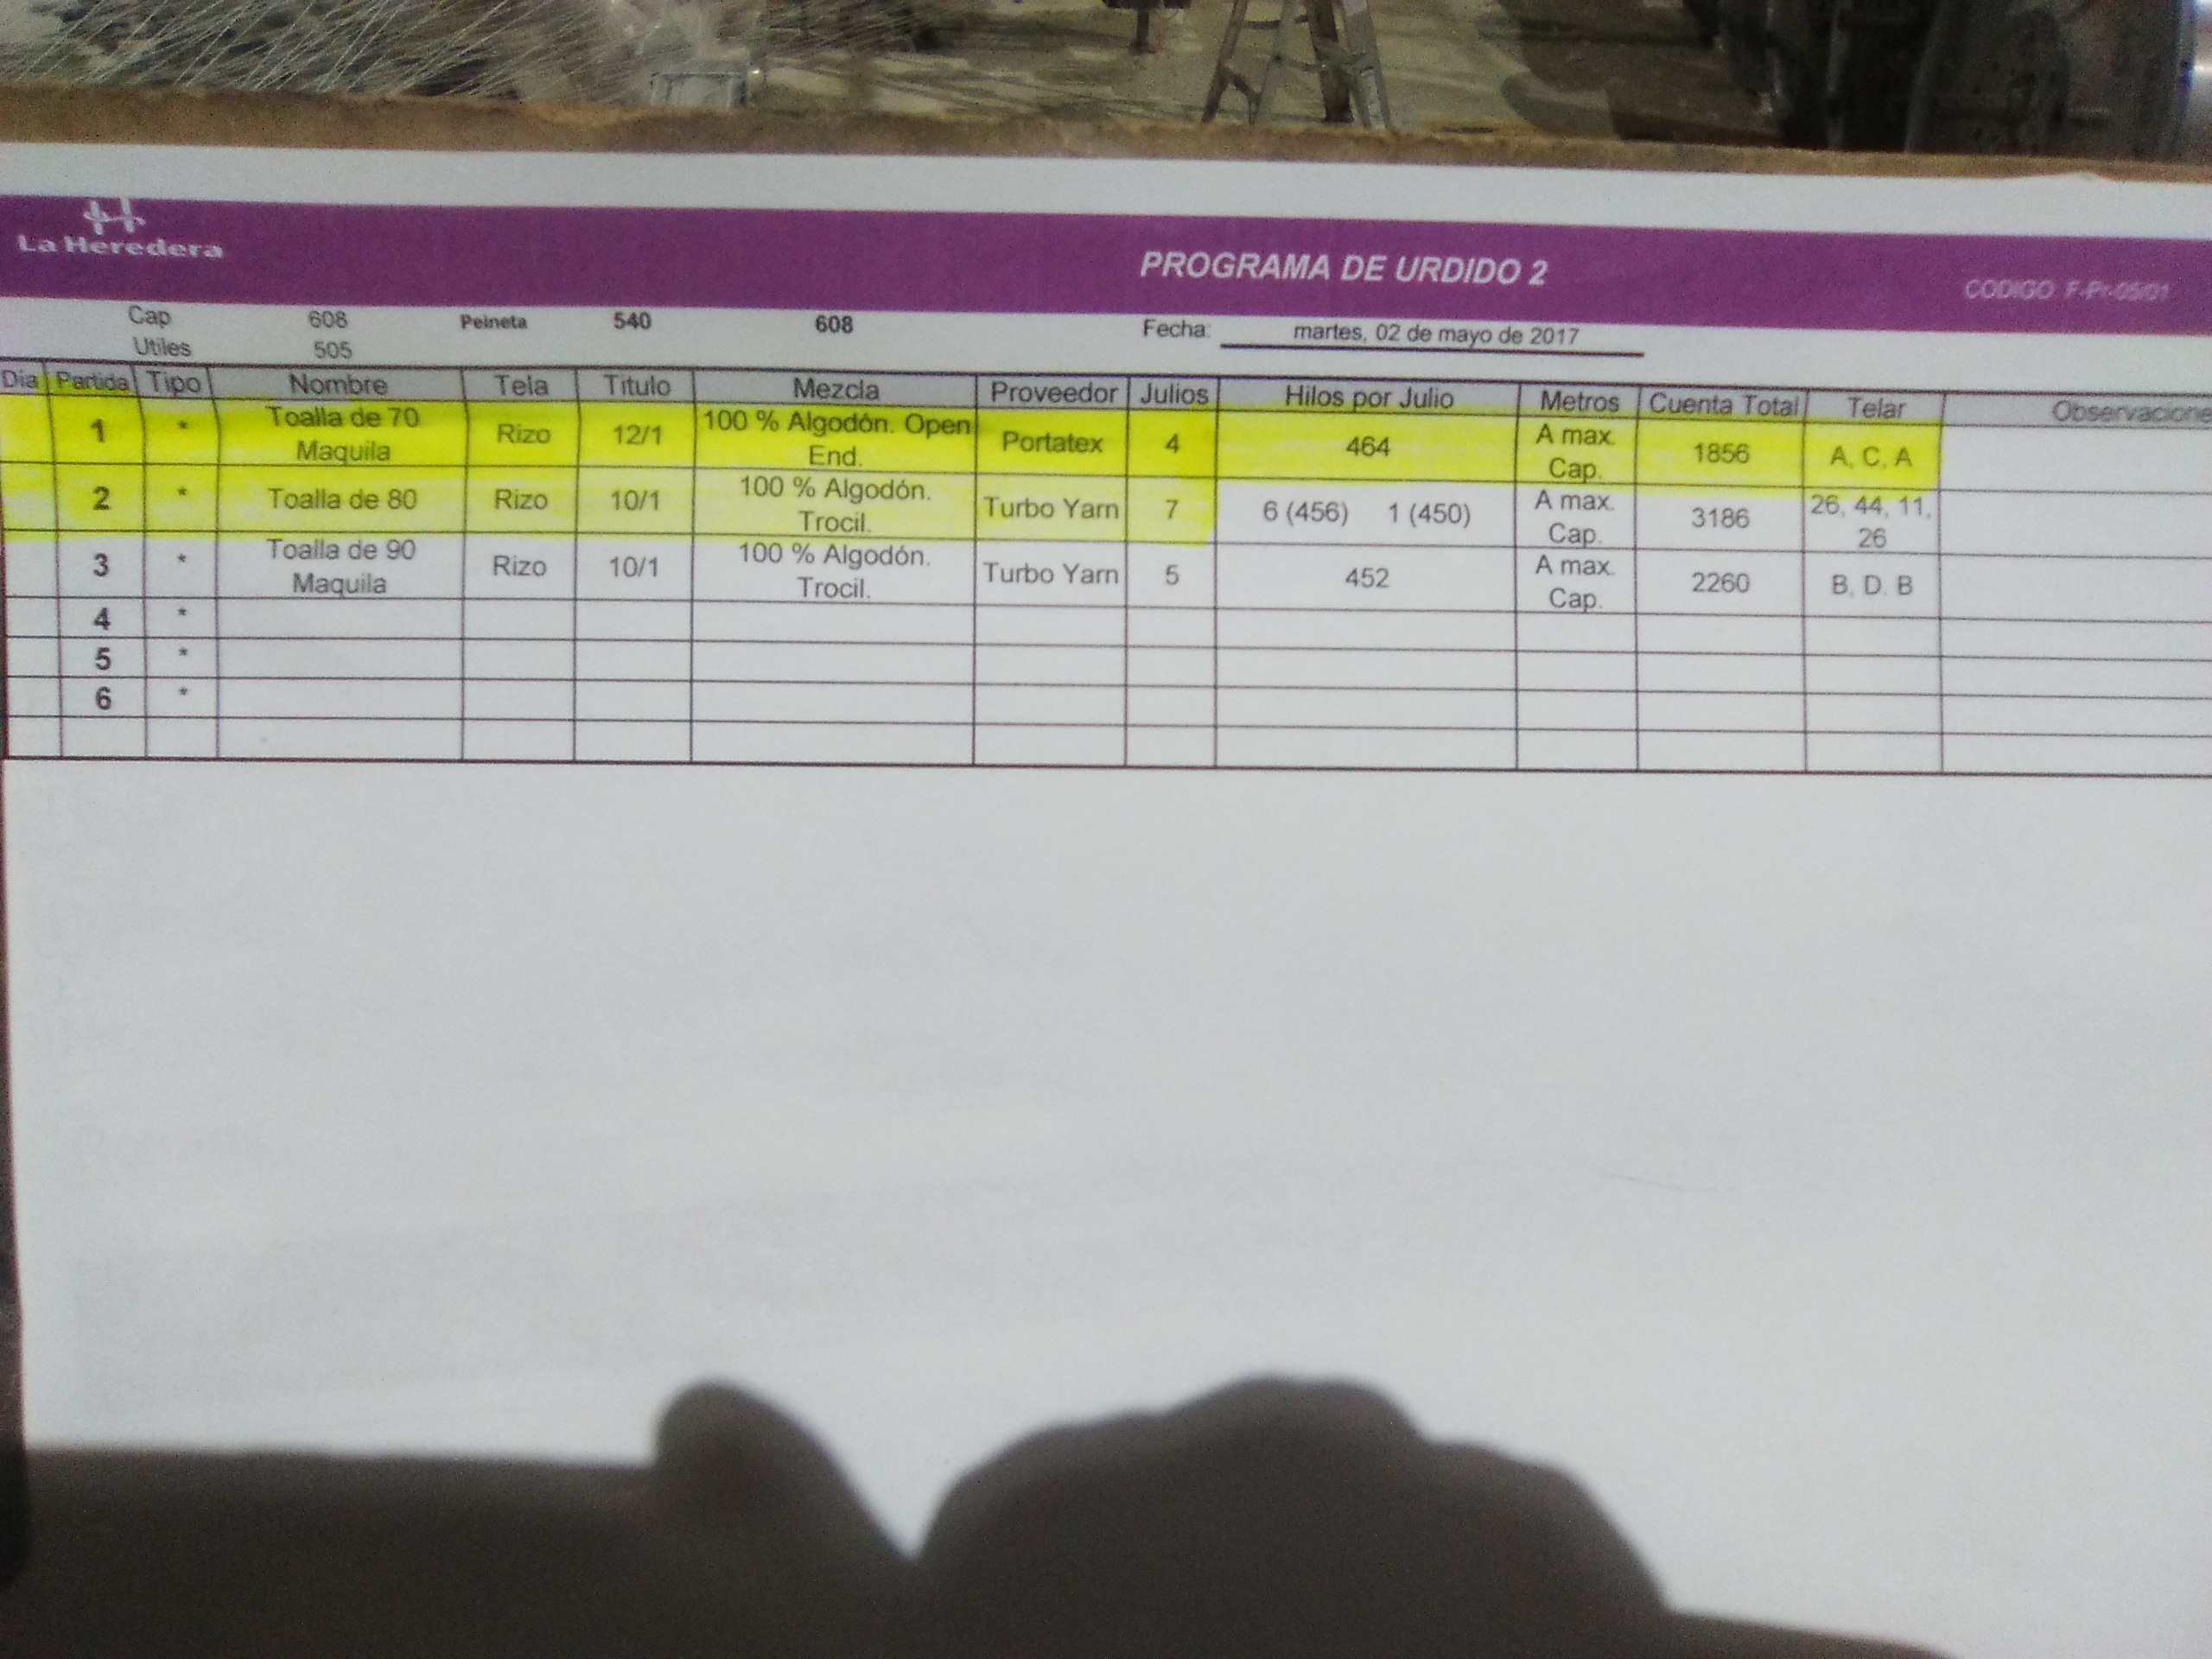 La Heredera
PROGRAMA DE URDIDO 2
CODIGO F-Pr-05/01
Cap 608 Peineta 540 608 Fecha: martes, 02 de mayo de 2017
Utiles 505
Dia Partida Tipo Nombre Tela Titulo Mezcla Proveedor Julios Hilos por Julio Metros Cuenta Total Telar Observacione
1 * Toalla de 70 Maquila Rizo 12/1 100 % Algodón. Open End. Portatex 4 464 A max. Cap. 1856 A, C, A
2 * Toalla de 80 Rizo 10/1 100 % Algodón. Trocil. Turbo Yarn 7 6 (456) 1 (450) A max. Cap. 3186 26, 44, 11, 26
3 * Toalla de 90 Maquila Rizo 10/1 100 % Algodón. Trocil. Turbo Yarn 5 452 A max. Cap. 2260 B, D. B
4 *
5 *
6 *